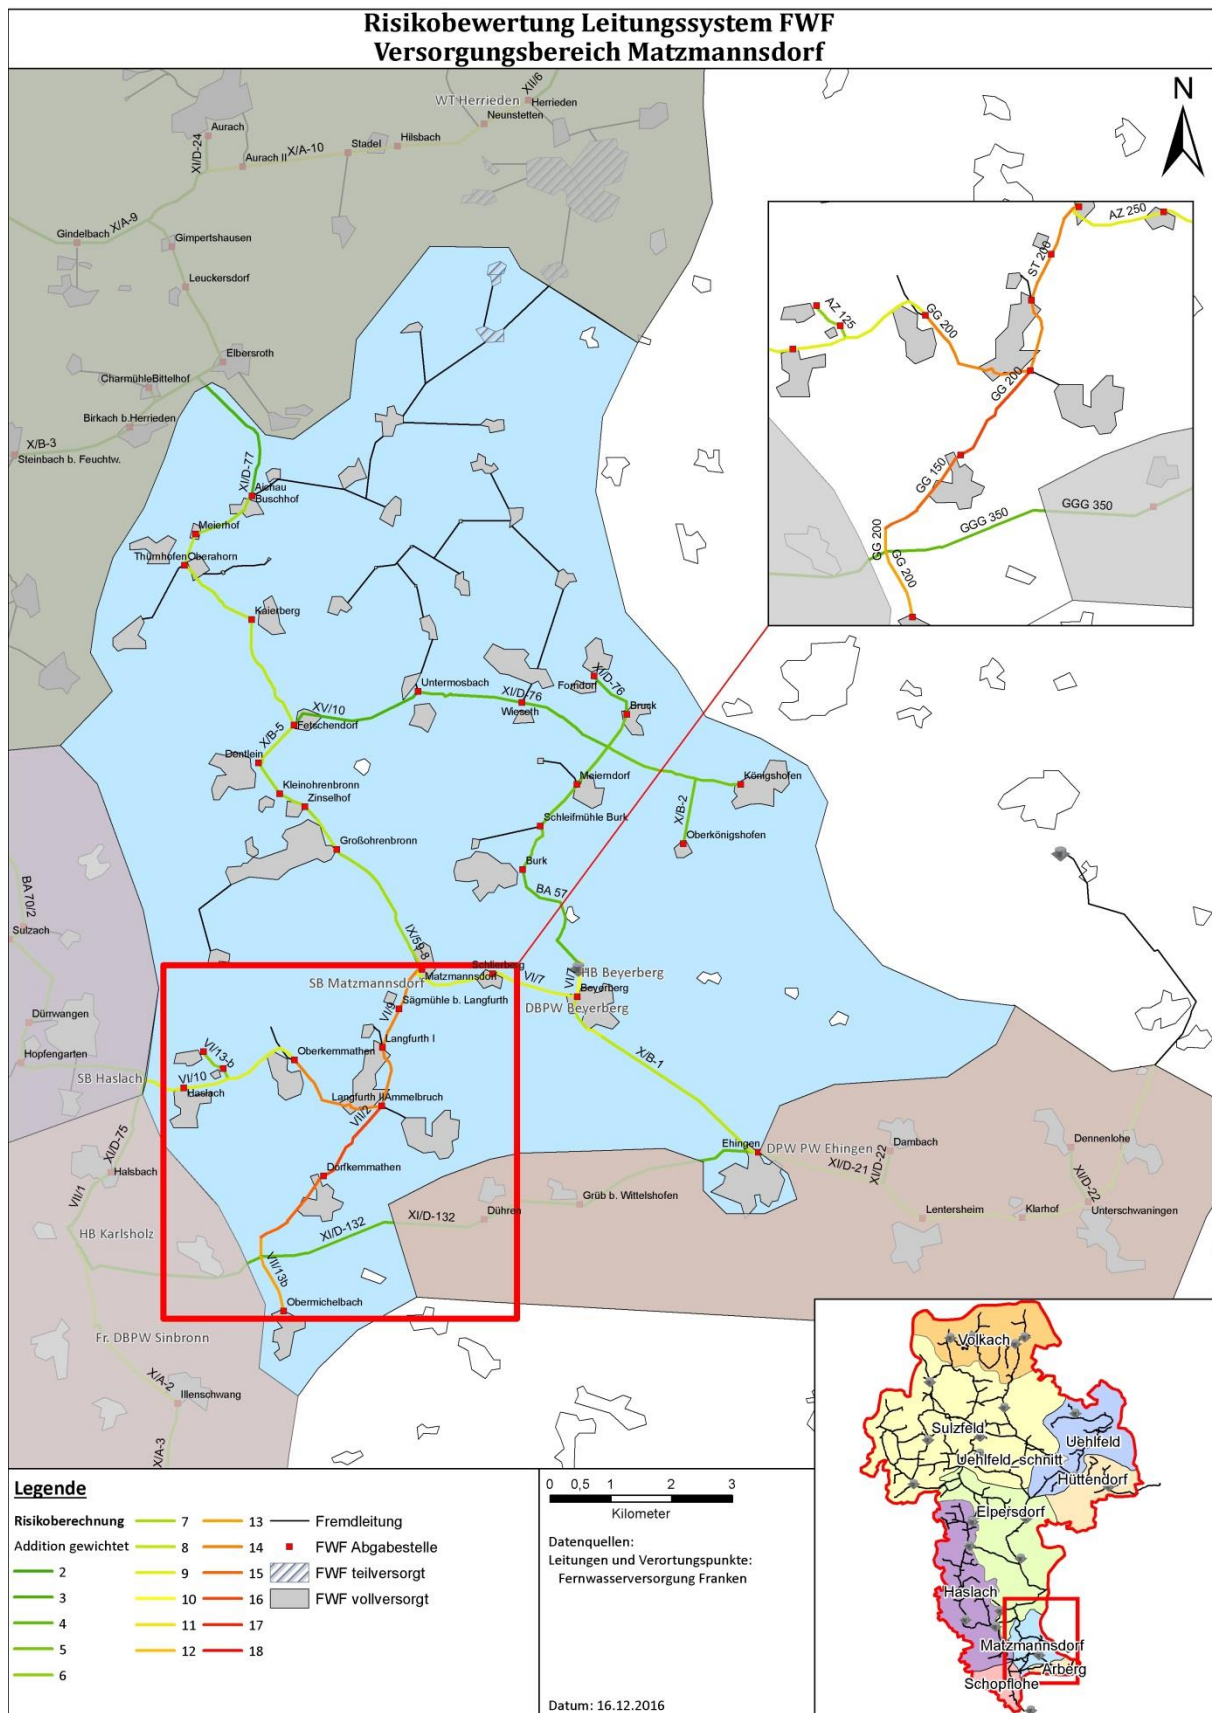 Risikobewertung Leitungssystem FWF
Versorgungsbereich Matzmannsdorf
N
WT Herrieden
XII/6
Herrieden
Neunstetten
Aurach
XI/D-24
Aurach II
X/A-10
Stadel
Hilsbach
X/A-9
Gindelbach
Gimpertshausen
Leuckersdorf
Elbersroth
Charmühle
Bittelhof
Birkach b. Herrieden
X/B-3
Steinbach b. Feuchtw.
XI/D-77
Aichau
Buschhof
Meierhof
Thürnhofen
Oberahorn
Kaierberg
Untermosbach
XI/D-76
Wieseth
Forndorf
XI/D-76
Bruck
XV/10
Fetschendorf
X/B-5
Dentlein
Kleinohrenbronn
Zinselhof
Großohrenbronn
Meierndorf
Königshofen
Schleifmühle Burk
X/B-2
Oberkönigshofen
Burk
BA 57
IX/59-8
BA 70/2
Sulzach
Dürrwangen
Hopfengarten
SB Haslach
SB Matzmannsdorf
Matzmannsdorf
Schlierberg
VI/7
VI/7
HB Beyerberg
Beyerberg
DBPW Beyerberg
Sägmühle b. Langfurth
VI/9
Langfurth I
VI/13-b
Oberkemmathen
VI/10
Haslach
Langfurth II
Ammelbruch
VII/2
Dorfkemmathen
X/B-1
XI/D-75
Halsbach
VII/1
HB Karlsholz
XI/D-132
XI/D-132
Dühren
Grüb b. Wittelshofen
VII/13b
Obermichelbach
Ehingen
DPW PW Ehingen
XI/D-21
XI/D-22
Dambach
Dennenlohe
XI/D-22
Lentersheim
Klarhof
Unterschwaningen
Fr. DBPW Sinbronn
X/A-2
Illenschwang
X/A-3
AZ 250
ST 200
AZ 125
GG 200
GG 200
GG 150
GGG 350
GGG 350
GG 200
GG 200
Legende
Risikoberechnung
Addition gewichtet
2
3
4
5
6
7
8
9
10
11
12
13
14
15
16
17
18
Fremdleitung
FWF Abgabestelle
FWF teilversorgt
FWF vollversorgt
0 0,5 1 2 3
Kilometer
Datenquellen:
Leitungen und Verortungspunkte:
Fernwasserversorgung Franken
Datum: 16.12.2016
Volkach
Sulzfeld
Uehlfeld
Uehlfeld_schnitt
Hüttendorf
Elpersdorf
Haslach
Matzmannsdorf
Arberg
Schopflohe